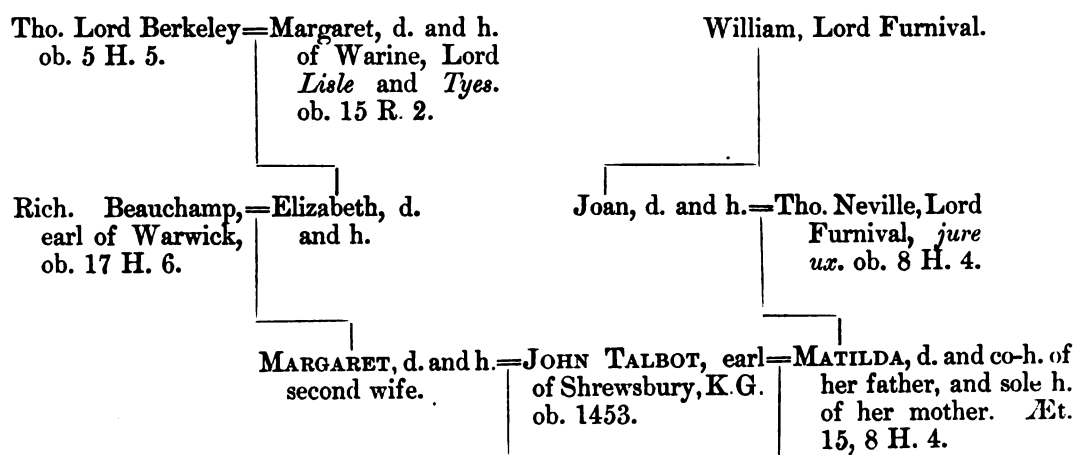 Tho. Lord Berkeley=Margaret, d. and h.
ob. 5 H. 5.
of Warine, Lord
Lisle and Tyes.
ob. 15 R. 2.
William, Lord Furnival.
Rich. Beauchamp,=Elizabeth, d.
earl of Warwick,
and h.
ob. 17 H. 6.
Joan, d. and h.=Tho. Neville, Lord
Furnival, jure
ux. ob. 8 H. 4.
MARGARET, d. and h.=JOHN TALBOT, earl=MATILDA, d. and co-h. of
second wife.
of Shrewsbury, K.G.
ob. 1453.
her father, and sole h.
of her mother. Æt.
15, 8 H. 4.